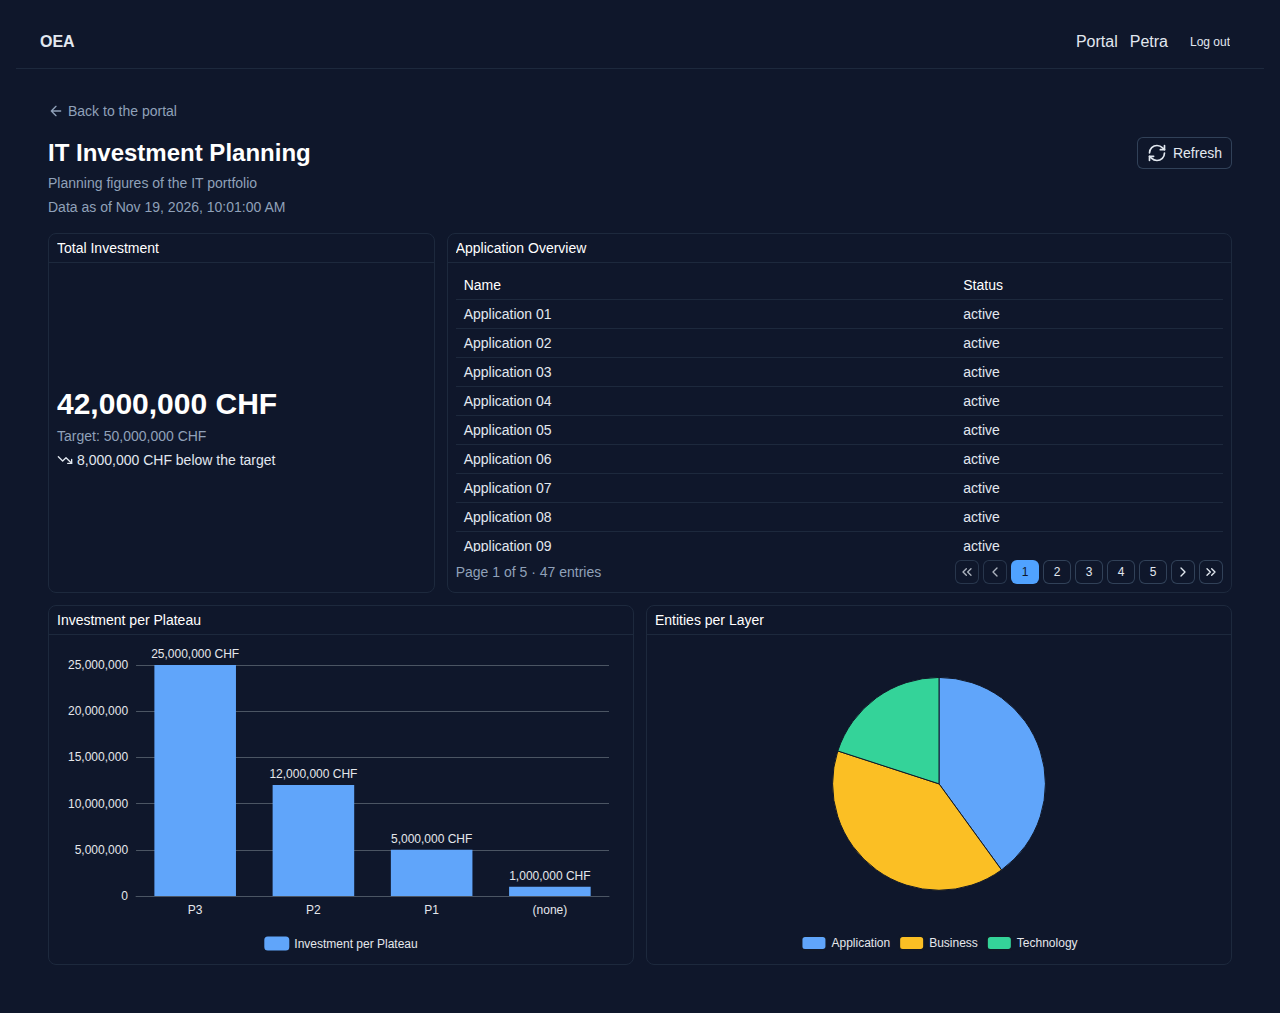 OEA
Portal Petra Log out
Back to the portal
IT Investment Planning
Refresh
Planning figures of the IT portfolio
Data as of Nov 19, 2026, 10:01:00 AM
Total Investment
42,000,000 CHF
Target: 50,000,000 CHF
8,000,000 CHF below the target
Application Overview
Name Status
Application 01 active
Application 02 active
Application 03 active
Application 04 active
Application 05 active
Application 06 active
Application 07 active
Application 08 active
Application 09 active
Page 1 of 5 · 47 entries
1 2 3 4 5
Investment per Plateau
25,000,000 CHF
25,000,000
20,000,000
15,000,000
12,000,000 CHF
10,000,000
5,000,000 CHF
5,000,000
1,000,000 CHF
0
P3 P2 P1 (none)
Investment per Plateau
Entities per Layer
Application Business Technology